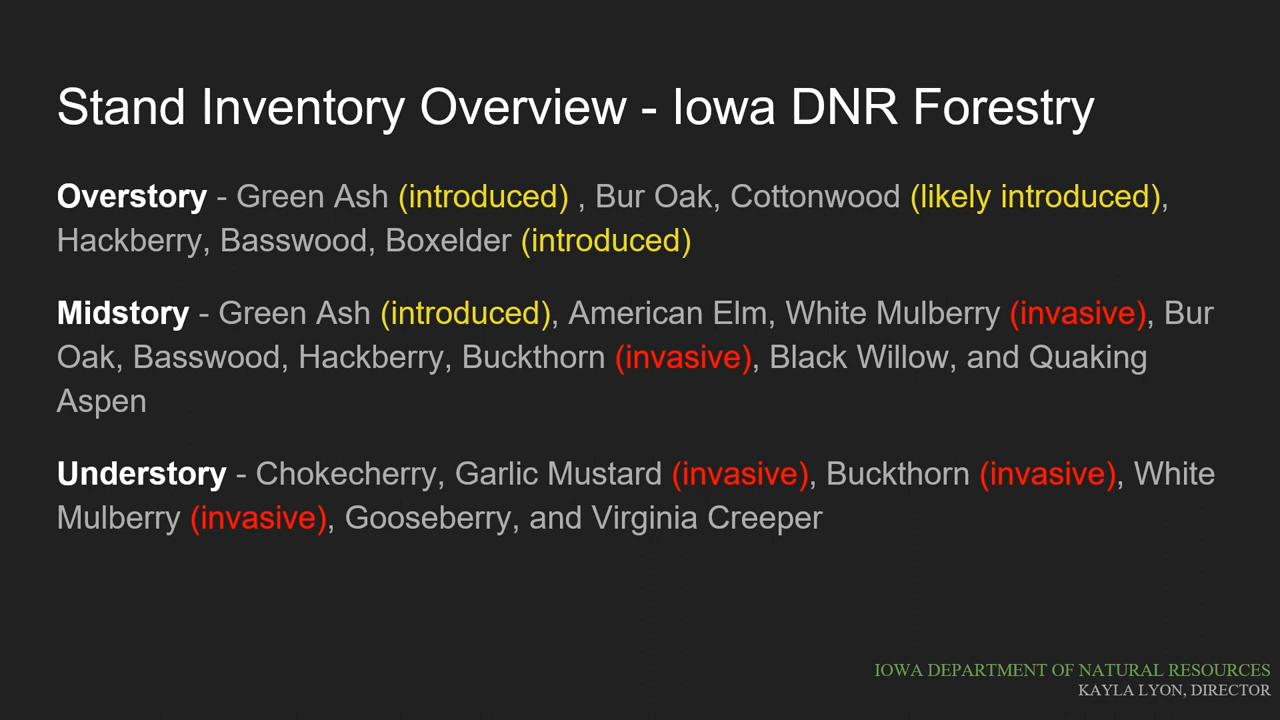 Stand Inventory Overview - Iowa DNR Forestry
Overstory - Green Ash (introduced) , Bur Oak, Cottonwood (likely introduced),
Hackberry, Basswood, Boxelder (introduced)
Midstory - Green Ash (introduced), American Elm, White Mulberry (invasive), Bur
Oak, Basswood, Hackberry, Buckthorn (invasive), Black Willow, and Quaking
Aspen
Understory - Chokecherry, Garlic Mustard (invasive), Buckthorn (invasive), White
Mulberry (invasive), Gooseberry, and Virginia Creeper
IOWA DEPARTMENT OF NATURAL RESOURCES
KAYLA LYON, DIRECTOR